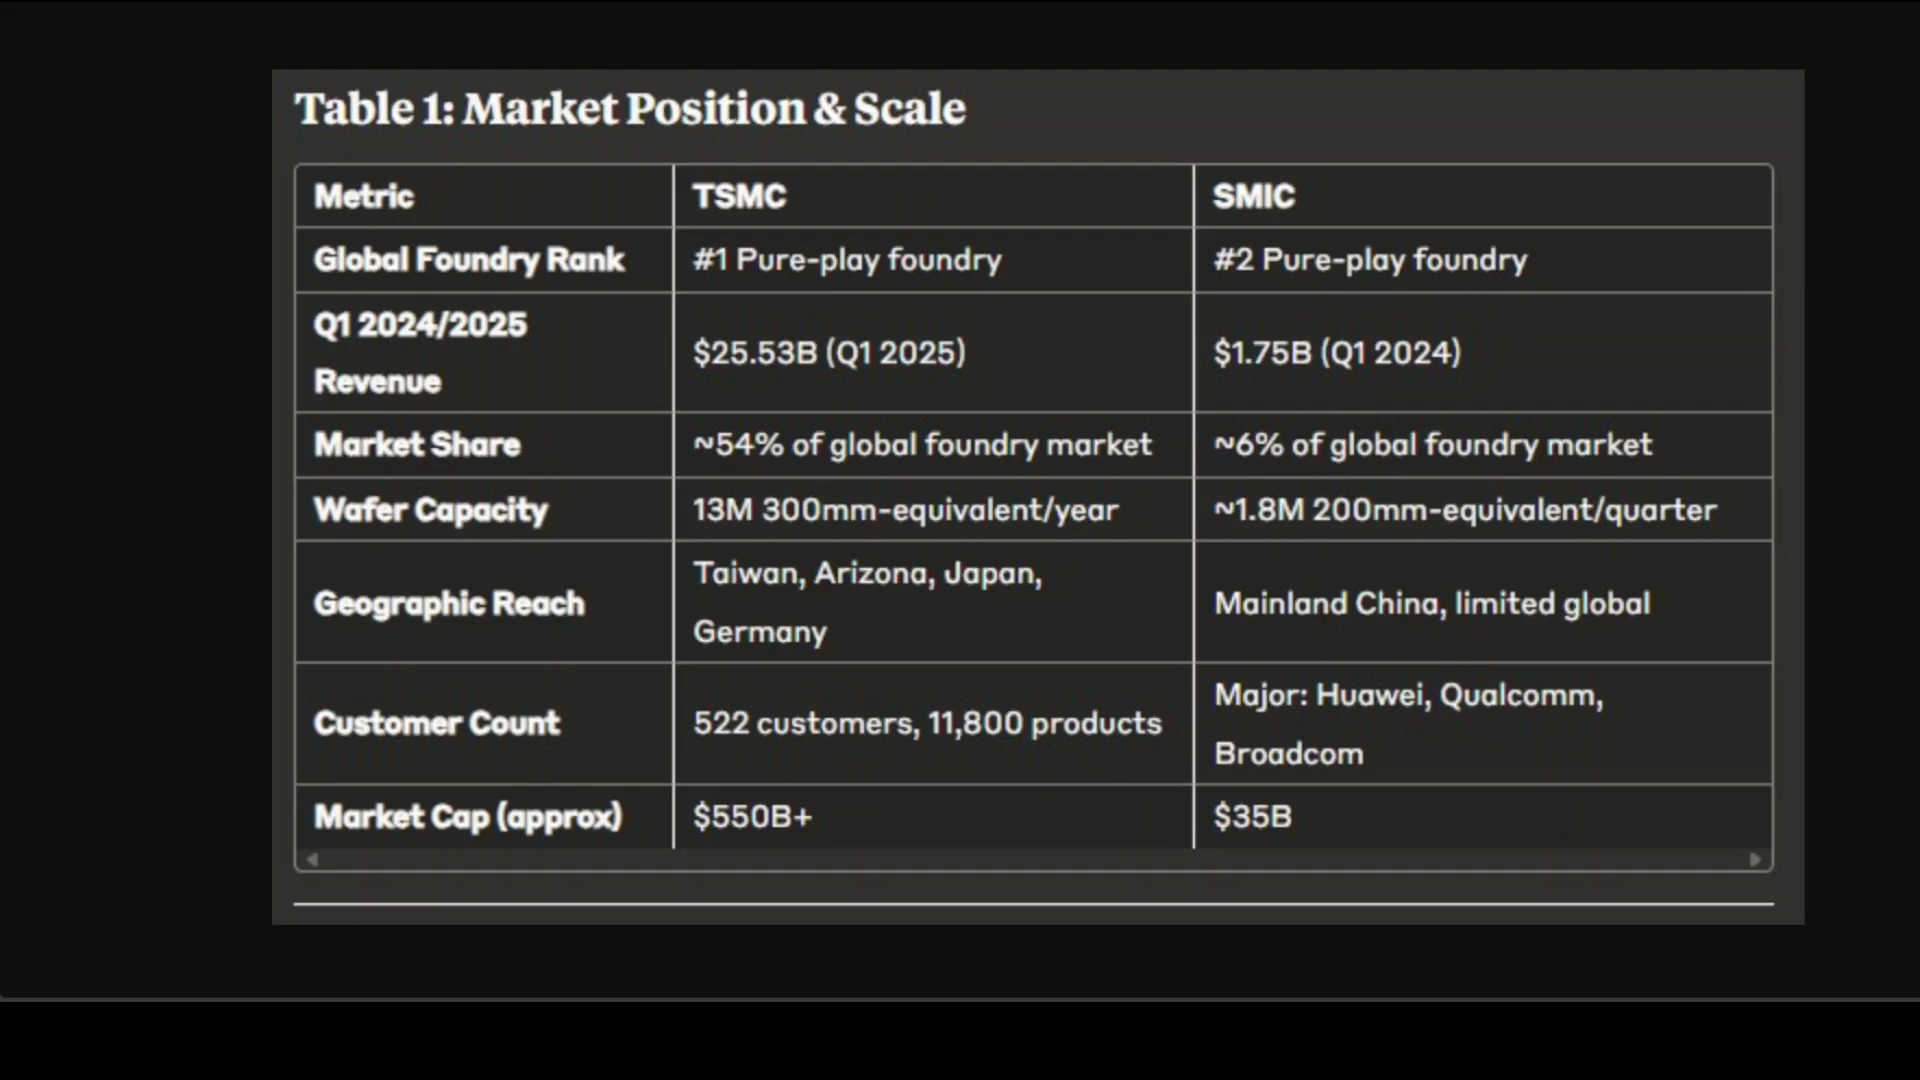 Table 1: Market Position & Scale
Metric TSMC SMIC
Global Foundry Rank #1 Pure-play foundry #2 Pure-play foundry
Q1 2024/2025
Revenue
$25.53B (Q1 2025) $1.75B (Q1 2024)
Market Share ~54% of global foundry market ~6% of global foundry market
Wafer Capacity 13M 300mm-equivalent/year ~1.8M 200mm-equivalent/quarter
Geographic Reach
Taiwan, Arizona, Japan,
Germany
Mainland China, limited global
Customer Count 522 customers, 11,800 products
Major: Huawei, Qualcomm,
Broadcom
Market Cap (approx) $550B+ $35B